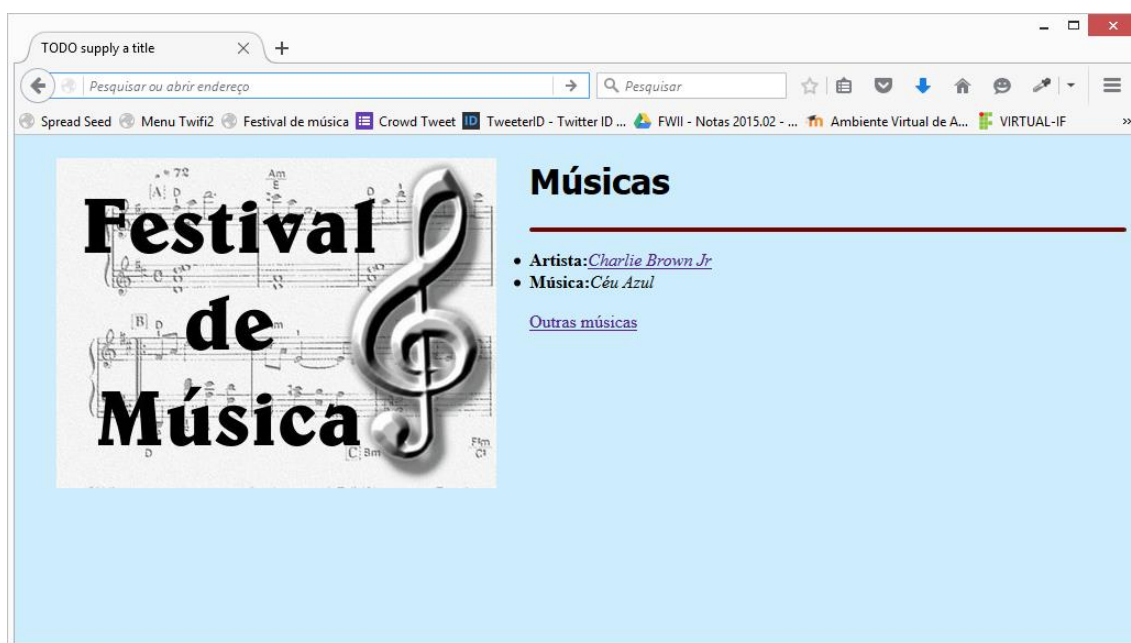 TODO supply a title
Pesquisar ou abrir endereço
Pesquisar
Spread Seed Menu Twifi2 Festival de música Crowd Tweet TweeterID - Twitter ID ... FWII - Notas 2015.02 - ... Ambiente Virtual de A... VIRTUAL-IF
Festival
de
Música
Músicas
Artista:Charlie Brown Jr
Música:Céu Azul
Outras músicas